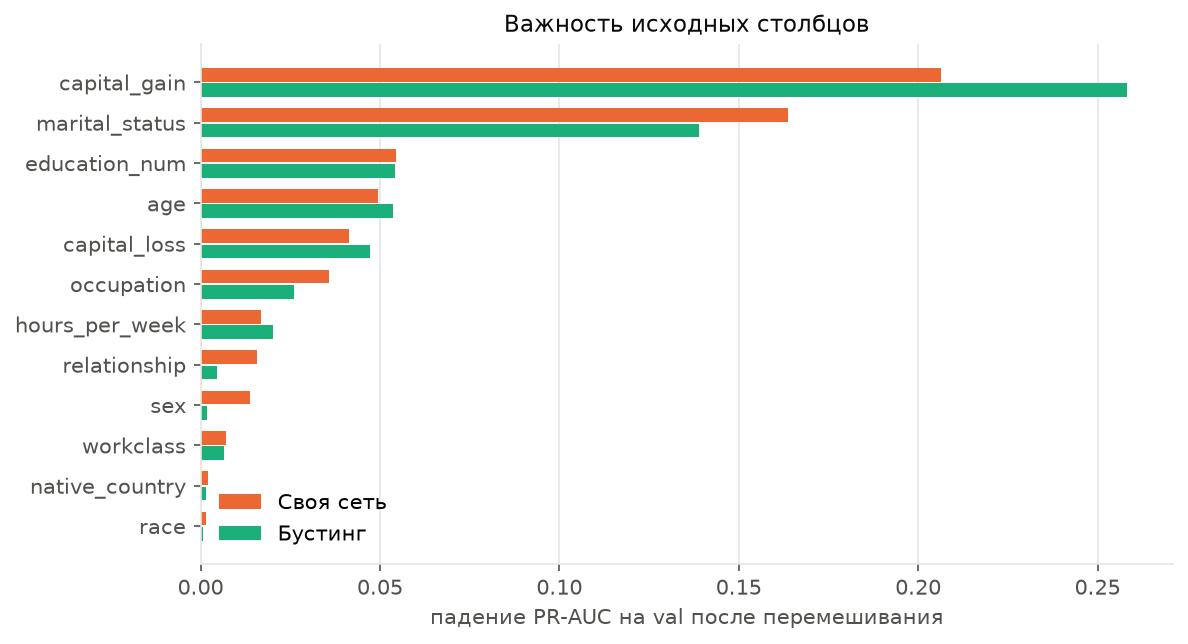 Важность исходных столбцов
capital_gain
marital_status
education_num
age
capital_loss
occupation
hours_per_week
relationship
sex
workclass
native_country
race
Своя сеть
Бустинг
0.00 0.05 0.10 0.15 0.20 0.25
падение PR-AUC на val после перемешивания